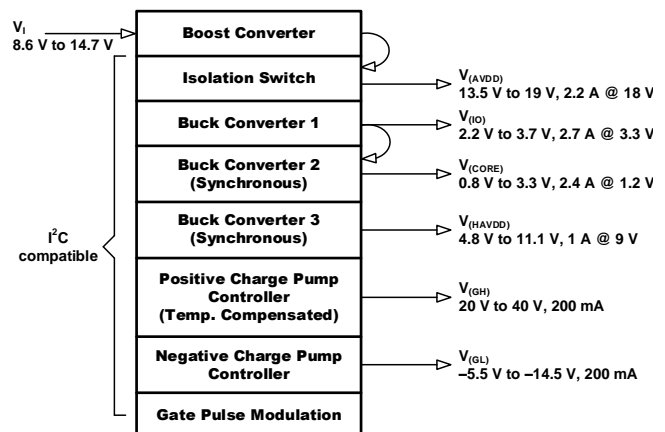 V(I)
8.6 V to 14.7 V
Boost Converter
Isolation Switch
V(AVDD)
13.5 V to 19 V, 2.2 A @ 18 V
Buck Converter 1
V(IO)
2.2 V to 3.7 V, 2.7 A @ 3.3 V
Buck Converter 2
(Synchronous)
V(CORE)
0.8 V to 3.3 V, 2.4 A @ 1.2 V
Buck Converter 3
(Synchronous)
V(HAVDD)
4.8 V to 11.1 V, 1 A @ 9 V
I²C
compatible
Positive Charge Pump
Controller
(Temp. Compensated)
V(GH)
20 V to 40 V, 200 mA
Negative Charge Pump
Controller
V(GL)
–5.5 V to –14.5 V, 200 mA
Gate Pulse Modulation